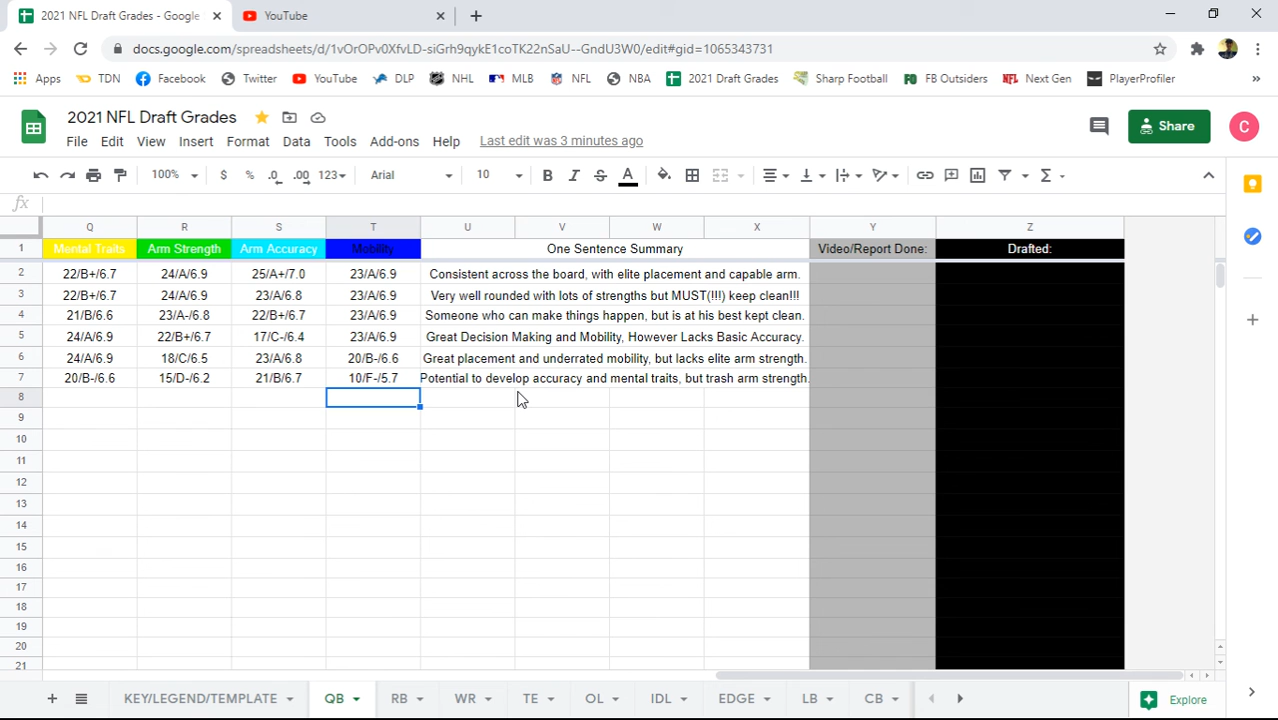 2021 NFL Draft Grades - Google
YouTube
docs.google.com/spreadsheets/d/1vOrOPv0XfvLD-siGrh9qykE1coTK22nSaU--GndU3W0/edit#gid=1065343731
Apps TDN Facebook Twitter YouTube DLP NHL MLB NFL NBA 2021 Draft Grades Sharp Football FB Outsiders Next Gen PlayerProfiler »
2021 NFL Draft Grades
File Edit View Insert Format Data Tools Add-ons Help Last edit was 3 minutes ago
Share
C
100% $ % .0 .00 123 Arial 10 B I S A
fx
Q R S T U V W X Y Z
1 Mental Traits Arm Strength Arm Accuracy Mobility One Sentence Summary Video/Report Done: Drafted:
2 22/B+/6.7 24/A/6.9 25/A+/7.0 23/A/6.9 Consistent across the board, with elite placement and capable arm.
3 22/B+/6.7 24/A/6.9 23/A/6.8 23/A/6.9 Very well rounded with lots of strengths but MUST(!!!) keep clean!!!
4 21/B/6.6 23/A-/6.8 22/B+/6.7 23/A/6.9 Someone who can make things happen, but is at his best kept clean.
5 24/A/6.9 22/B+/6.7 17/C-/6.4 23/A/6.9 Great Decision Making and Mobility, However Lacks Basic Accuracy.
6 24/A/6.9 18/C/6.5 23/A/6.8 20/B-/6.6 Great placement and underrated mobility, but lacks elite arm strength.
7 20/B-/6.6 15/D-/6.2 21/B/6.7 10/F-/5.7 Potential to develop accuracy and mental traits, but trash arm strength.
8
9
10
11
12
13
14
15
16
17
18
19
20
21
KEY/LEGEND/TEMPLATE QB RB WR TE OL IDL EDGE LB CB Explore